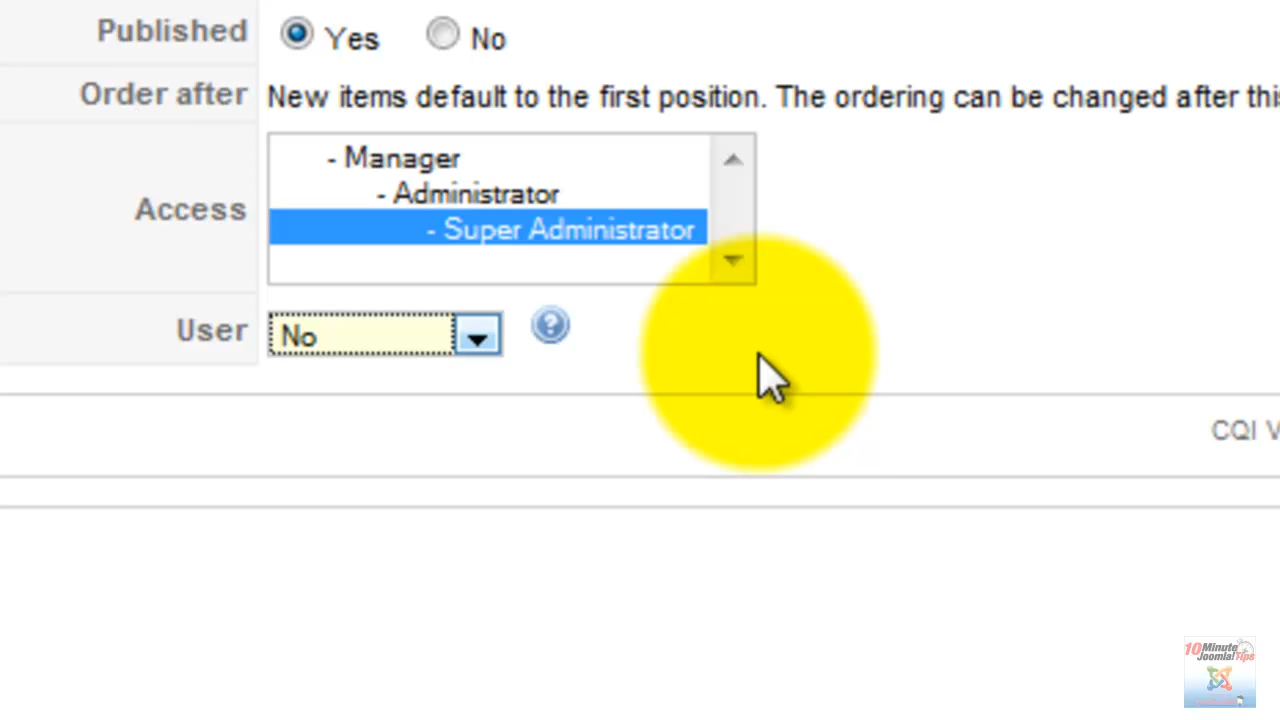 Published
Yes
No
Order after
New items default to the first position. The ordering can be changed after this
Access
- Manager
- Administrator
- Super Administrator
User
No
?
CQI V
10 Minute
Joomla! Tips